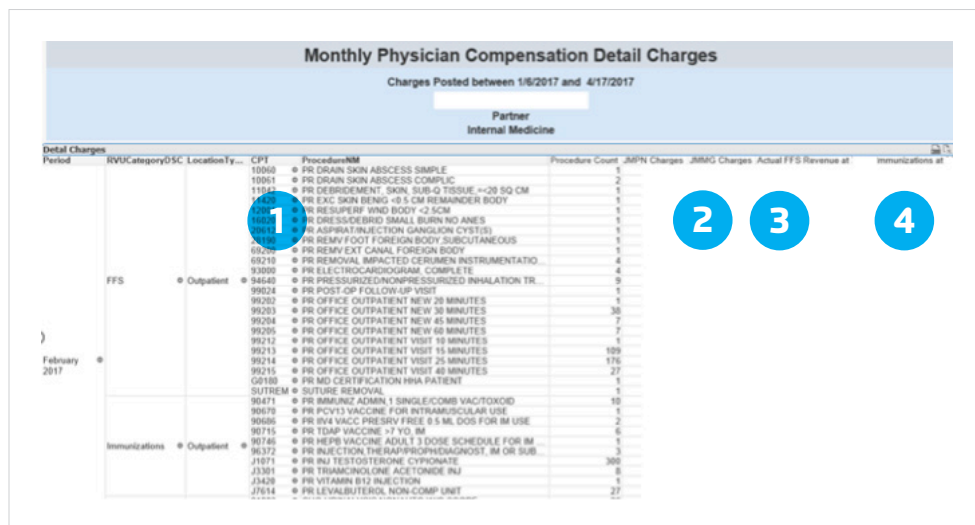 Monthly Physician Compensation Detail Charges
Charges Posted between 1/6/2017 and 4/17/2017
Partner
Internal Medicine
Detal Charges
Period RVUCategoryDSC LocationTy... CPT ProcedureNM Procedure Count JMPN Charges JMMG Charges Actual FFS Revenue at immunizations at
10060 PR DRAIN SKIN ABSCESS SIMPLE 1
10061 PR DRAIN SKIN ABSCESS COMPLIC 2
11042 PR DEBRIDEMENT, SKIN, SUB-Q TISSUE,=<20 SQ CM 1
PR EXC SKIN BENIG <0.5 CM REMAINDER BODY 1
1 PR RESUPERF WND BODY <2.5CM 1 2 3 4
PR DRESS/DEBRID SMALL BURN NO ANES 1
PR ASPIRAT/INJECTION GANGLION CYST(S) 1
PR REMV FOOT FOREIGN BODY,SUBCUTANEOUS 1
69200 PR REMV EXT CANAL FOREIGN BODY 1
69210 PR REMOVAL IMPACTED CERUMEN INSTRUMENTATIO... 4
93000 PR ELECTROCARDIOGRAM, COMPLETE 4
FFS Outpatient 94640 PR PRESSURIZED/NONPRESSURIZED INHALATION TR... 9
99024 PR POST-OP FOLLOW-UP VISIT 1
99202 PR OFFICE OUTPATIENT NEW 20 MINUTES 1
99203 PR OFFICE OUTPATIENT NEW 30 MINUTES 38
99204 PR OFFICE OUTPATIENT NEW 45 MINUTES 7
99205 PR OFFICE OUTPATIENT NEW 60 MINUTES 7
99212 PR OFFICE OUTPATIENT VISIT 10 MINUTES 1
99213 PR OFFICE OUTPATIENT VISIT 15 MINUTES 109
February 2017 99214 PR OFFICE OUTPATIENT VISIT 25 MINUTES 176
99215 PR OFFICE OUTPATIENT VISIT 40 MINUTES 27
G0180 PR MD CERTIFICATION HHA PATIENT 1
SUTREM SUTURE REMOVAL 1
90471 PR IMMUNIZ ADMIN,1 SINGLE/COMB VAC/TOXOID 10
90670 PR PCV13 VACCINE FOR INTRAMUSCULAR USE 1
90686 PR IIV4 VACC PRESRV FREE 0.5 ML DOS FOR IM USE 2
90715 PR TDAP VACCINE >7 YO, IM 6
Immunizations Outpatient 90746 PR HEPB VACCINE ADULT 3 DOSE SCHEDULE FOR IM ... 1
96372 PR INJECTION,THERAP/PROPH/DIAGNOST, IM OR SUB... 3
J1071 PR INJ TESTOSTERONE CYPIONATE 300
J3301 PR TRIAMCINOLONE ACETONIDE INJ 8
J3420 PR VITAMIN B12 INJECTION 1
J7614 PR LEVALBUTEROL NON-COMP UNIT 27